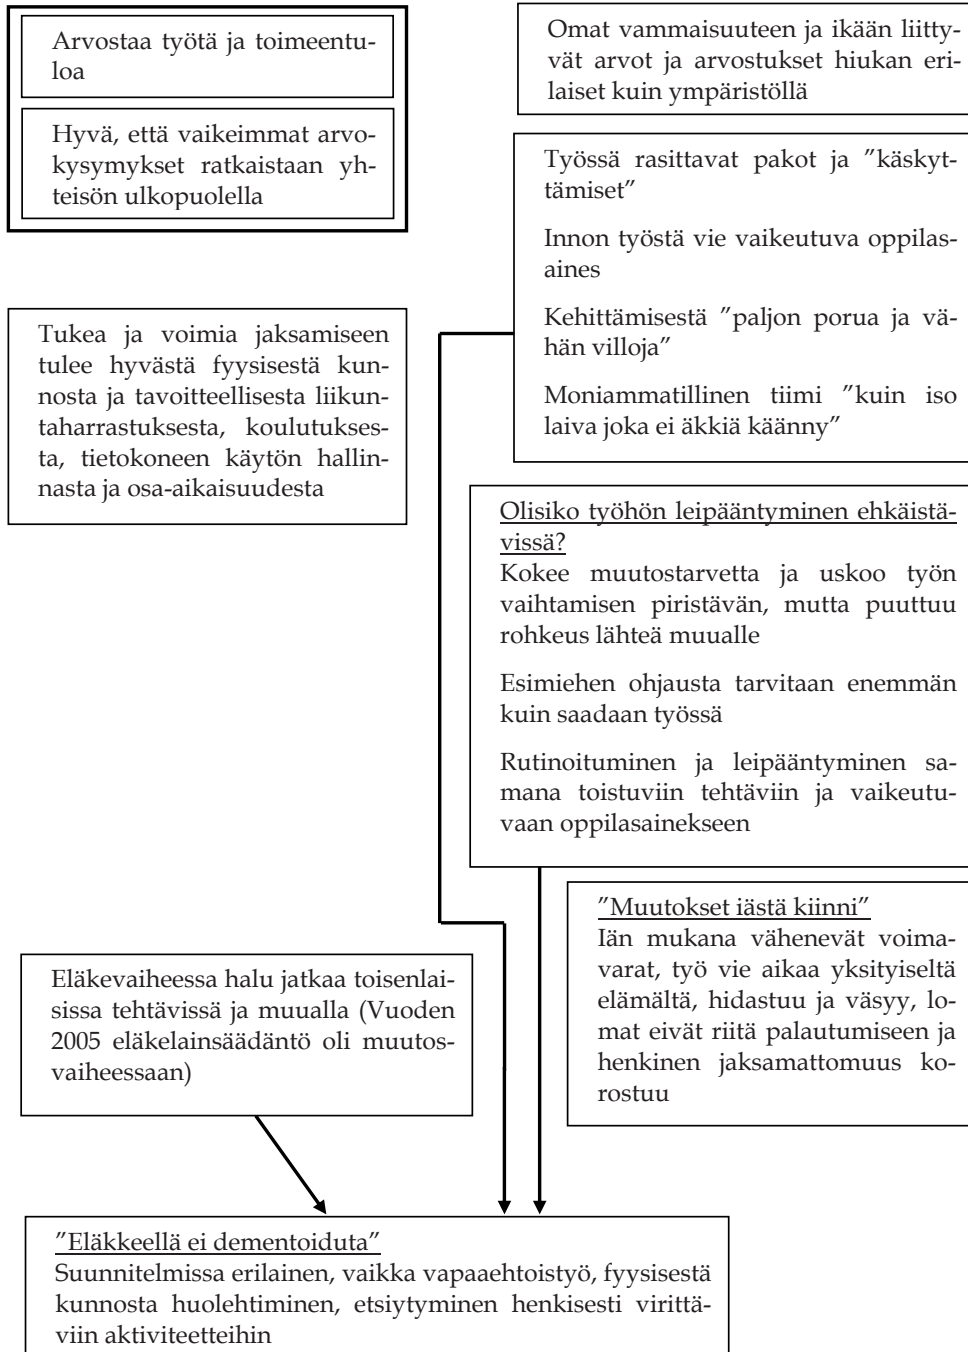 Arvostaa työtä ja toimeentu-
loa
Hyvä, että vaikeimmat arvo-
kysymykset ratkaistaan yh-
teisön ulkopuolella
Omat vammaisuuteen ja ikään liitty-
vät arvot ja arvostukset hiukan eri-
laiset kuin ympäristöllä
Työssä rasittavat pakot ja ”käskyt-
tämiset”
Innon työstä vie vaikeutuva oppilas-
aines
Kehittämisestä ”paljon porua ja vä-
hän villoja”
Moniammatillinen tiimi ”kuin iso
laiva joka ei äkkiä käänny”
Tukea ja voimia jaksamiseen
tulee hyvästä fyysisestä kun-
nosta ja tavoitteellisesta liikun-
taharrastuksesta, koulutukses-
ta, tietokoneen käytön hallin-
nasta ja osa-aikaisuudesta
Olisiko työhön leipääntyminen ehkäistä-
vissä?
Kokee muutostarvetta ja uskoo työn
vaihtamisen piristävän, mutta puuttuu
rohkeus lähteä muualle
Esimiehen ohjausta tarvitaan enemmän
kuin saadaan työssä
Rutinoituminen ja leipääntyminen sa-
mana toistuviin tehtäviin ja vaikeutu-
vaan oppilasainekseen
”Muutokset iästä kiinni”
Iän mukana vähenevät voima-
varat, työ vie aikaa yksityiseltä
elämältä, hidastuu ja väsyy, lo-
mat eivät riitä palautumiseen ja
henkinen jaksamattomuus ko-
rostuu
Eläkevaiheessa halu jatkaa toisenlai-
sissa tehtävissä ja muualla (Vuoden
2005 eläkelainsäädäntö oli muutos-
vaiheessaan)
”Eläkkeellä ei dementoiduta”
Suunnitelmissa erilainen, vaikka vapaaehtoistyö, fyysisestä
kunnosta huolehtiminen, etsiytyminen henkisesti virittä-
viin aktiviteetteihin